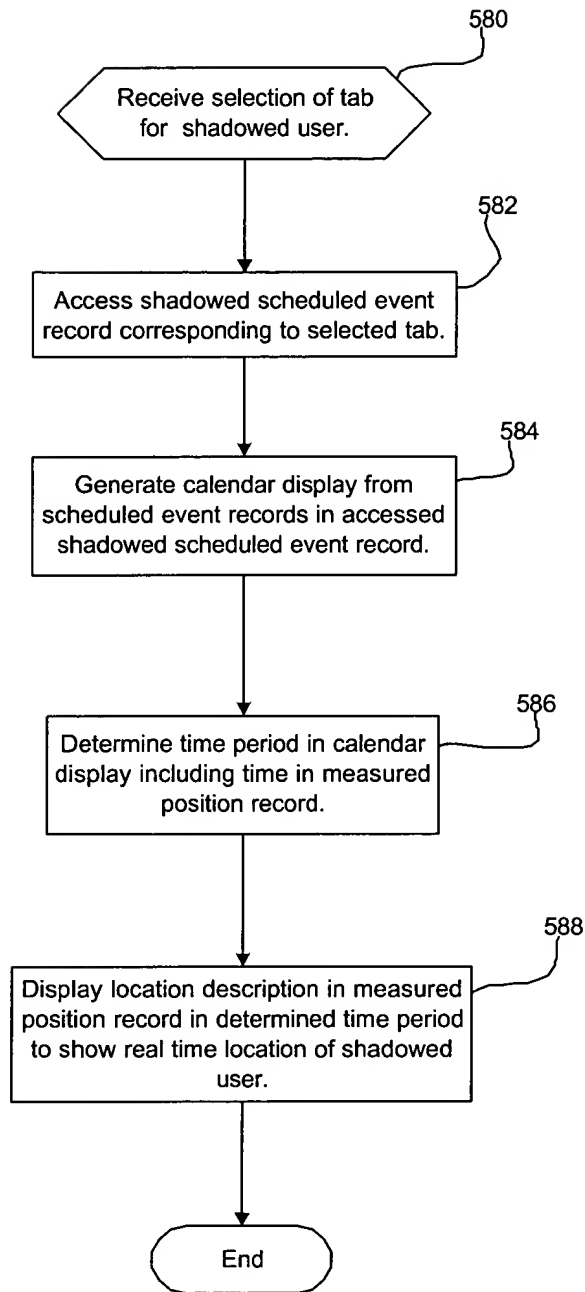 580
Receive selection of tab
for shadowed user.
582
Access shadowed scheduled event
record corresponding to selected tab.
584
Generate calendar display from
scheduled event records in accessed
shadowed scheduled event record.
586
Determine time period in calendar
display including time in measured
position record.
588
Display location description in measured
position record in determined time period
to show real time location of shadowed
user.
End